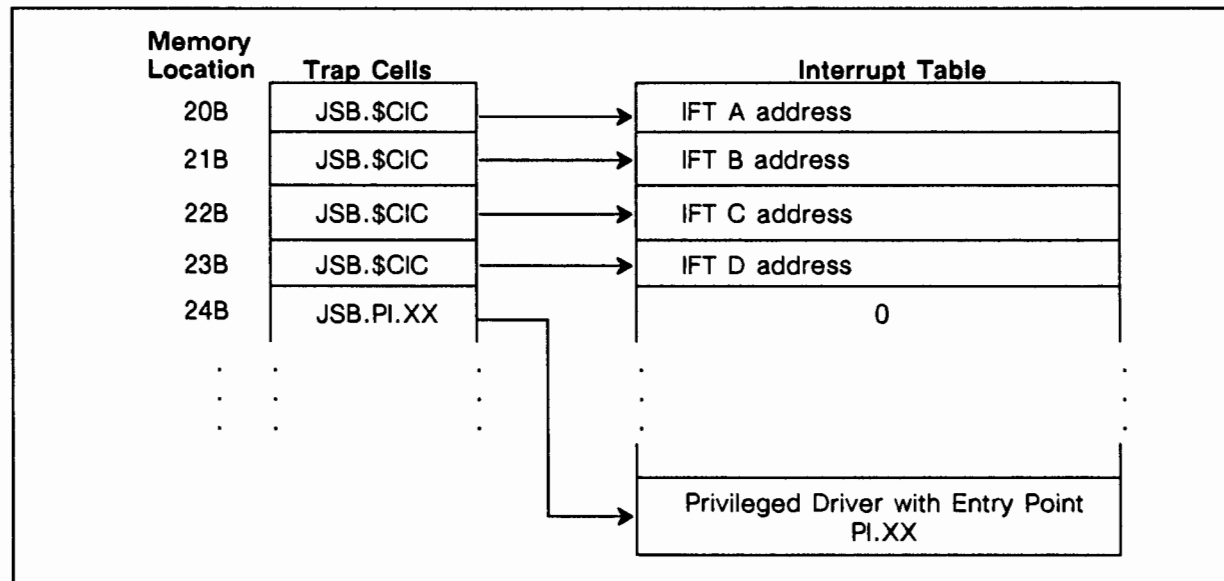 Memory
Location Trap Cells Interrupt Table
20B JSB.$CIC IFT A address
21B JSB.$CIC IFT B address
22B JSB.$CIC IFT C address
23B JSB.$CIC IFT D address
24B JSB.PI.XX 0
. . . . .
. . . . .
. . . . .
Privileged Driver with Entry Point
PI.XX